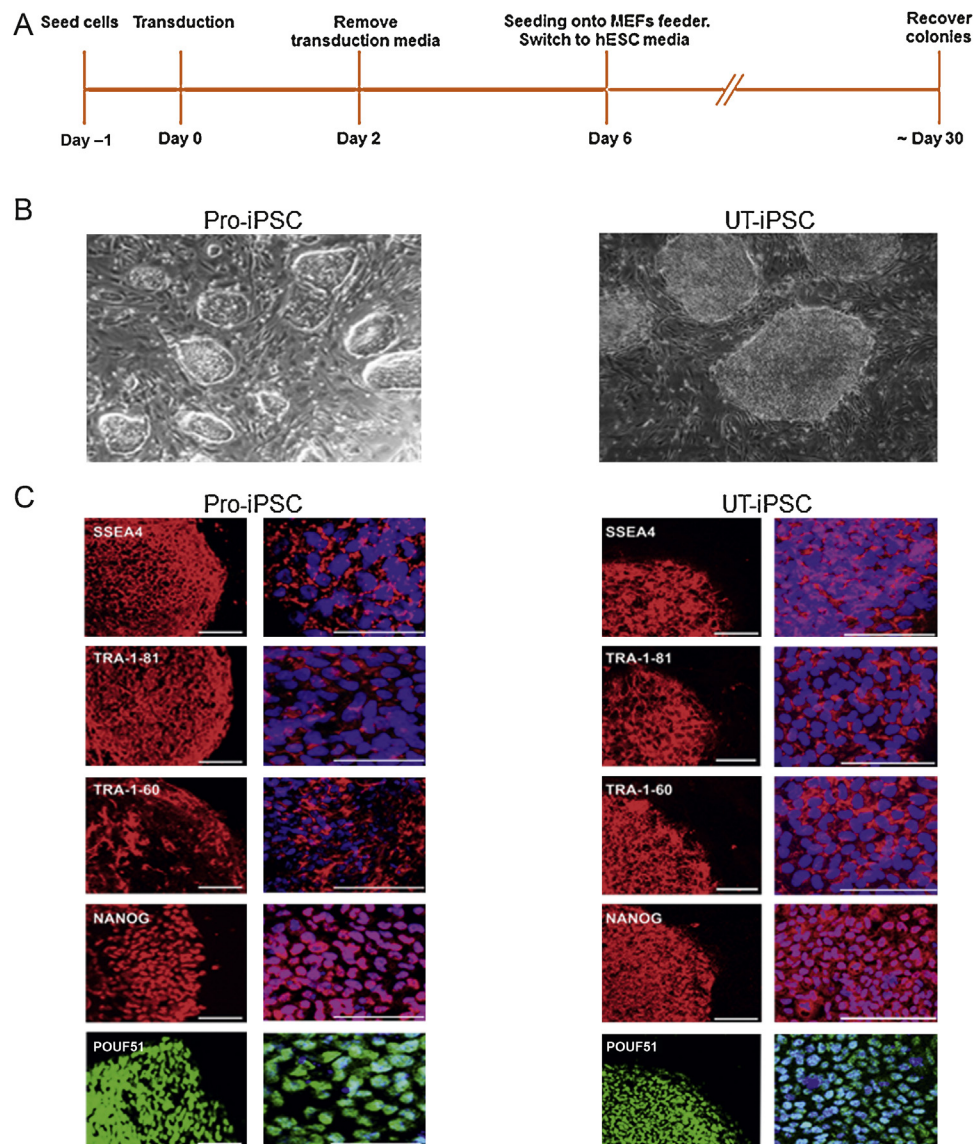 A
Seed cells
Transduction
Remove
transduction media
Seeding onto MEFs feeder.
Switch to hESC media
Recover
colonies
Day –1
Day 0
Day 2
Day 6
~ Day 30
B
Pro-iPSC
UT-iPSC
C
Pro-iPSC
UT-iPSC
SSEA4
SSEA4
TRA-1-81
TRA-1-81
TRA-1-60
TRA-1-60
NANOG
NANOG
POUF51
POUF51